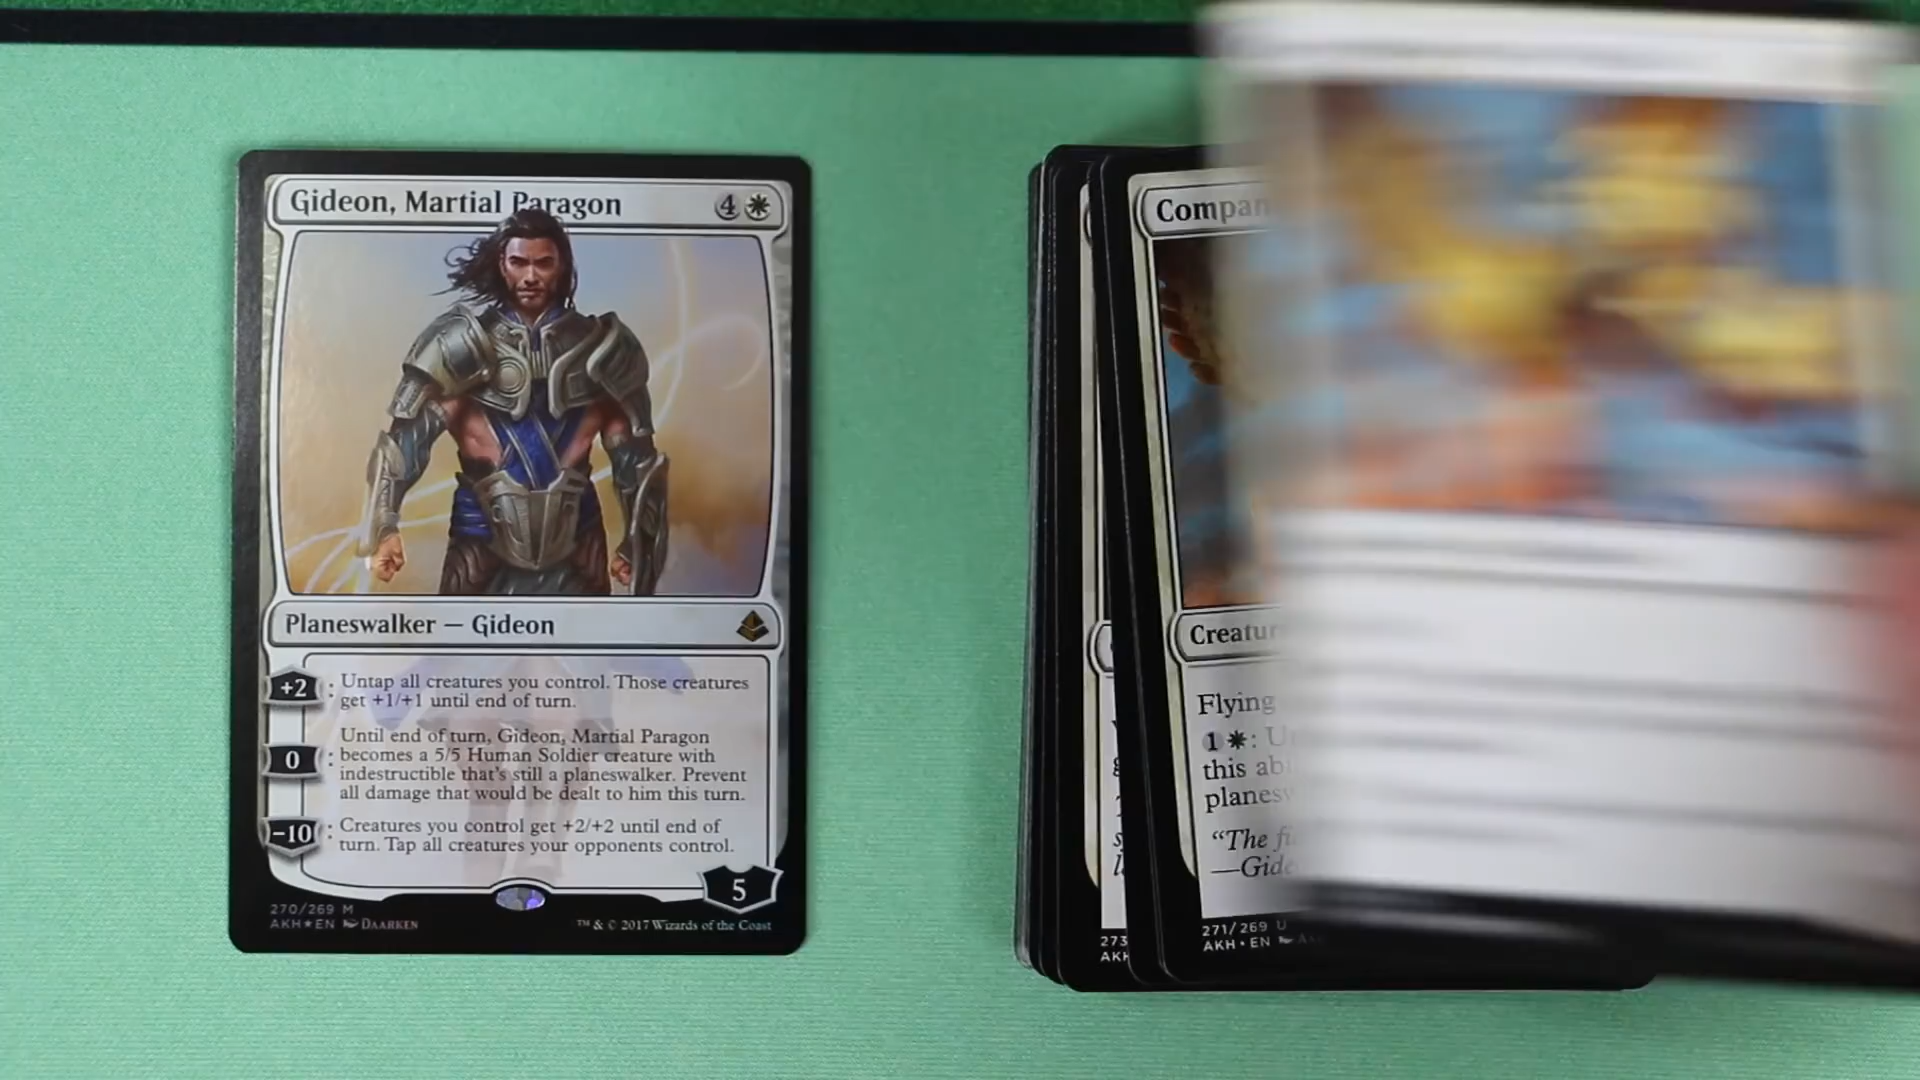 Gideon, Martial Paragon 4
Planeswalker — Gideon
+2 : Untap all creatures you control. Those creatures
get +1/+1 until end of turn.
0 : Until end of turn, Gideon, Martial Paragon
becomes a 5/5 Human Soldier creature with
indestructible that's still a planeswalker. Prevent
all damage that would be dealt to him this turn.
−10 : Creatures you control get +2/+2 until end of
turn. Tap all creatures your opponents control.
5
270/269 M
AKH★EN DAARKEN
™ & © 2017 Wizards of the Coast
Compan
Creatur
Flying
1 : U
this abi
planesw
"The fi
—Gide
271/269 U
AKH • EN
273
AKH